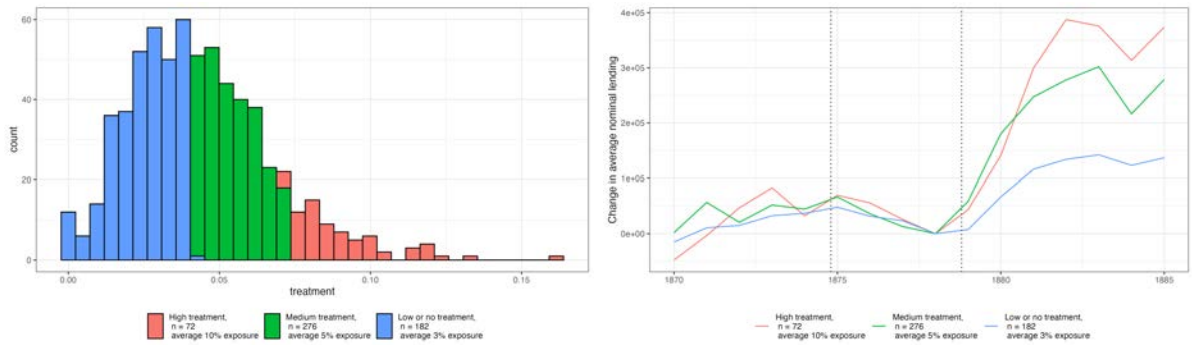 60
40
20
0
count
0.00
0.05
0.10
0.15
treatment
High treatment,
n = 72
average 10% exposure
Medium treatment,
n = 276
average 5% exposure
Low or no treatment,
n = 182
average 3% exposure
4e+05
3e+05
2e+05
1e+05
0e+00
Change in average nominal lending
1870
1875
1880
1885
High treatment,
n = 72
average 10% exposure
Medium treatment,
n = 276
average 5% exposure
Low or no treatment,
n = 182
average 3% exposure